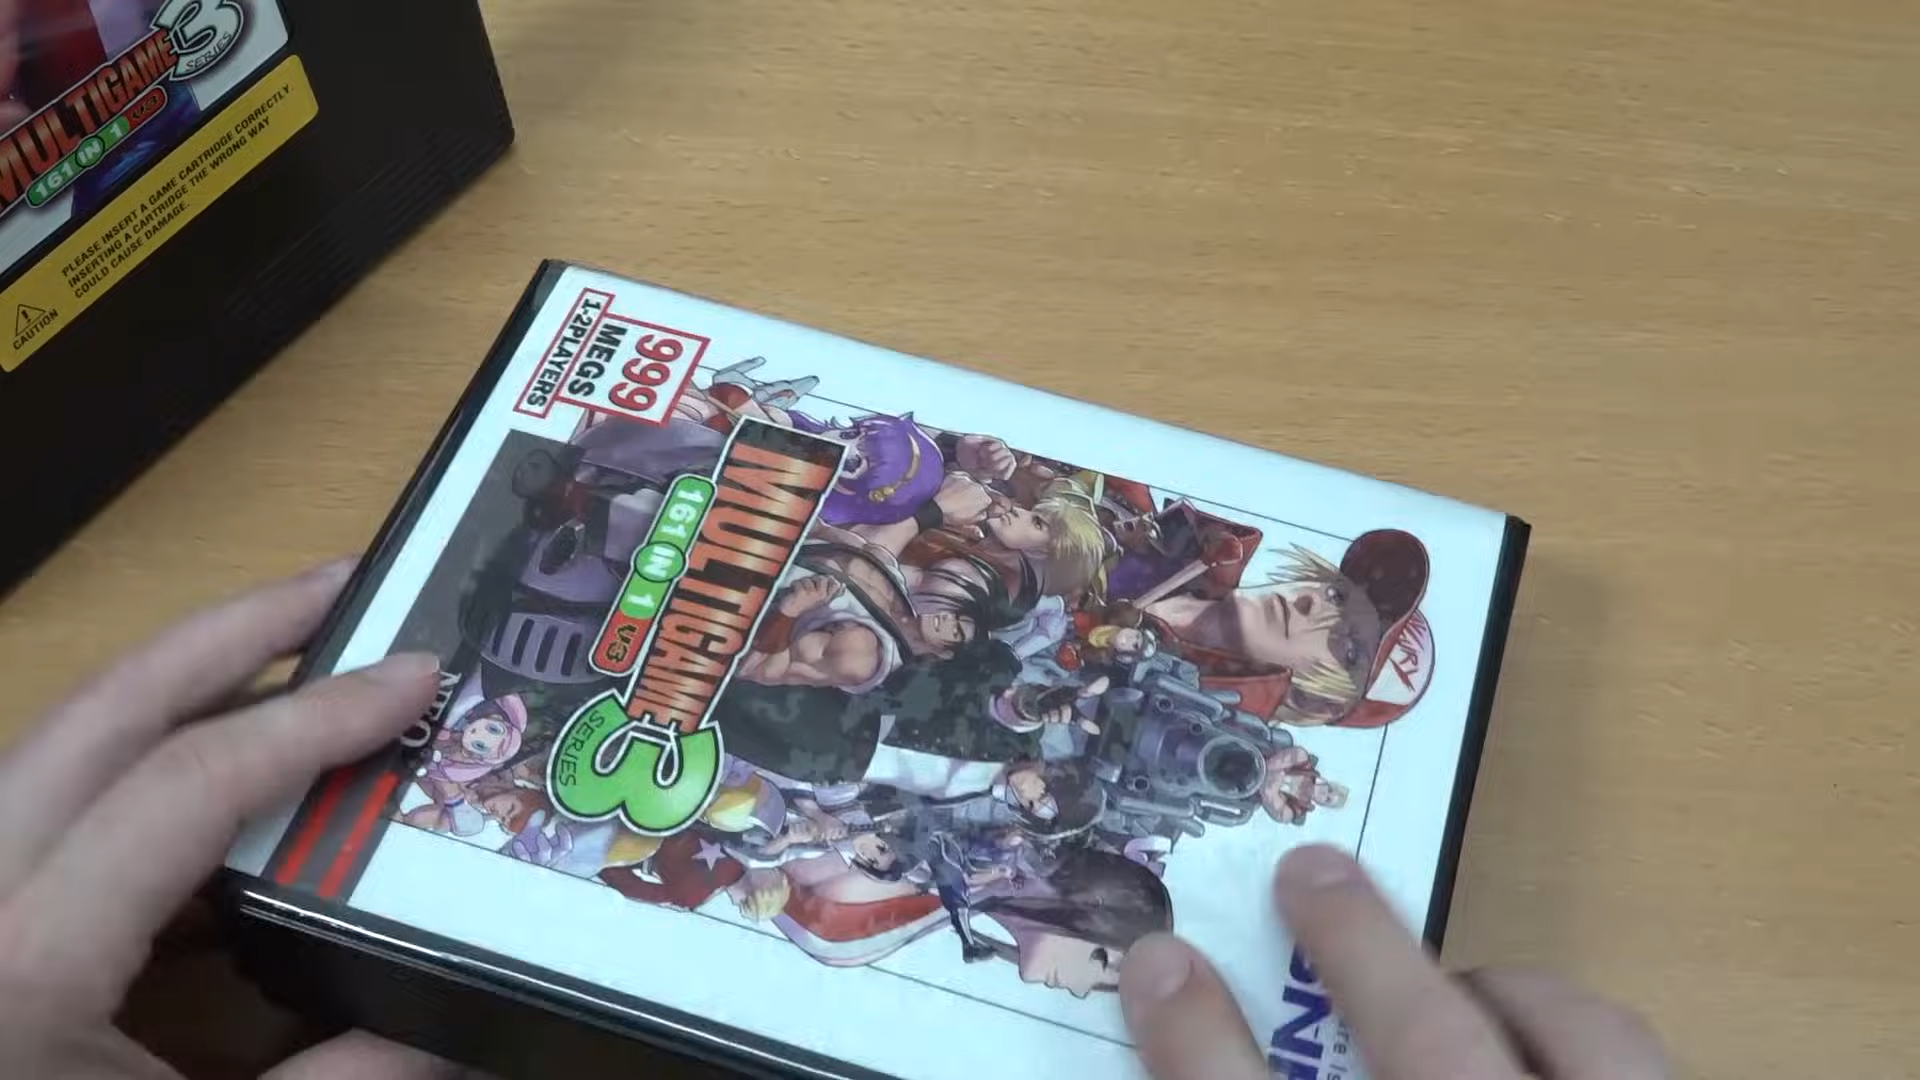 MULTIGAME
3
SERIES
161 IN 1 V3
PLEASE INSERT A GAME CARTRIDGE CORRECTLY.
INSERTING A CARTRIDGE THE WRONG WAY
COULD CAUSE DAMAGE.
CAUTION
999
MEGS
1-2PLAYERS
MULTIGAME
161 IN 1 V3
3
SERIES